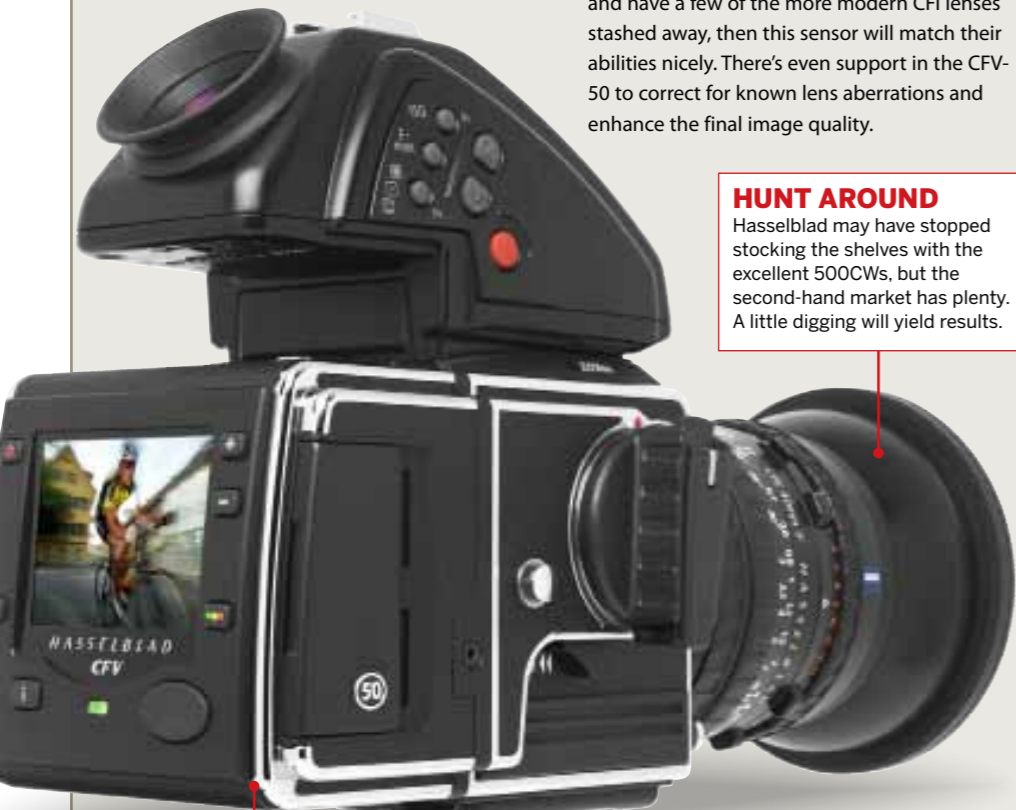 and have a few of the more modern CFi lenses
stashed away, then this sensor will match their
abilities nicely. There's even support in the CFV-
50 to correct for known lens aberrations and
enhance the final image quality.
HUNT AROUND
Hasselblad may have stopped
stocking the shelves with the
excellent 500CWs, but the
second-hand market has plenty.
A little digging will yield results.
HASSELBLAD
CFV
i
50